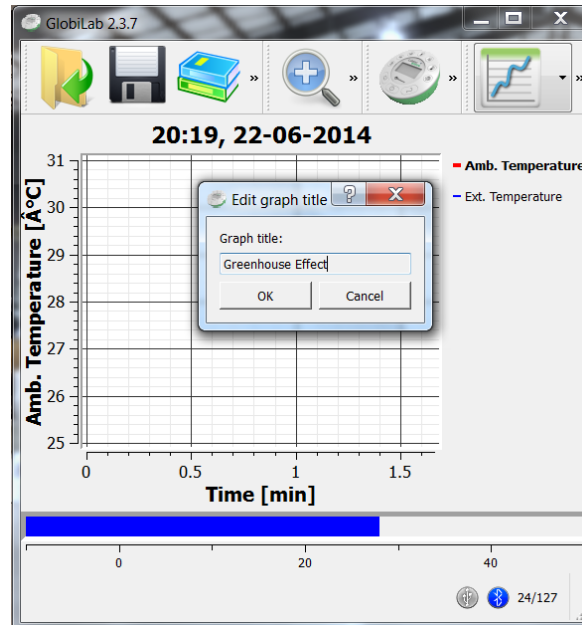 GlobiLab 2.3.7
» » » »
20:19, 22-06-2014
Amb. Temperature
Ext. Temperature
Edit graph title
Graph title:
Greenhouse Effect
OK Cancel
Amb. Temperature [Â°C]
31
30
29
28
27
26
25
0 0.5 1 1.5
Time [min]
0 20 40
24/127